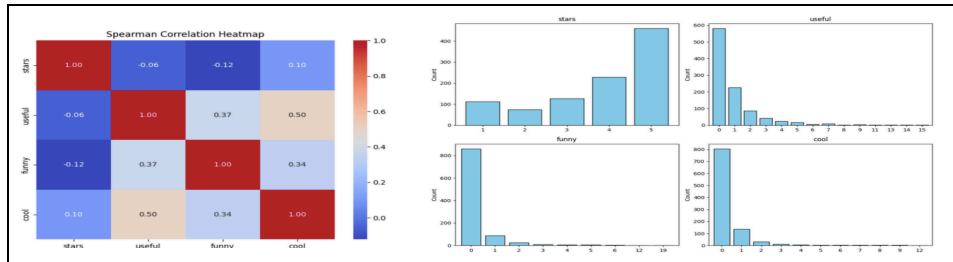 Spearman Correlation Heatmap
stars
1.00 -0.06 -0.12 0.10
useful
-0.06 1.00 0.37 0.50
funny
-0.12 0.37 1.00 0.34
cool
0.10 0.50 0.34 1.00
stars useful funny cool
1.0
0.8
0.6
0.4
0.2
0.0
stars
Count
400
300
200
100
0
1 2 3 4 5
useful
Count
600
500
400
300
200
100
0
0 1 2 3 4 5 6 7 8 9 11 13 14 15
funny
Count
800
600
400
200
0
0 1 2 3 4 5 6 12 19
cool
Count
800
700
600
500
400
300
200
100
0
0 1 2 3 4 5 6 7 8 9 12